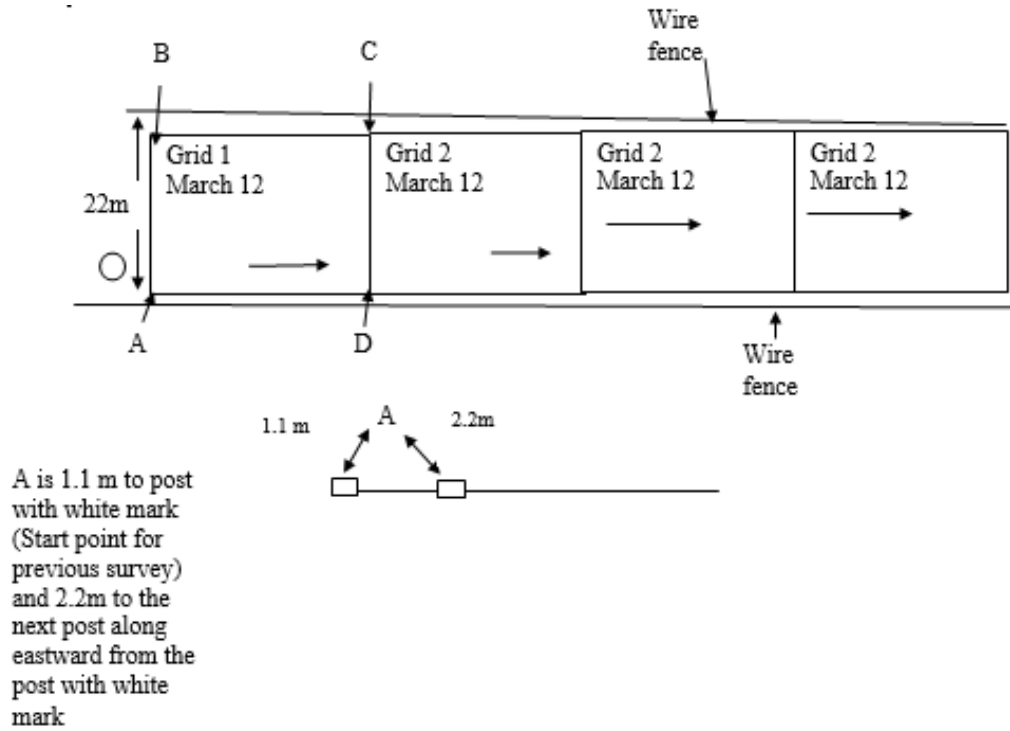 Wire
fence
B
C
Grid 1
March 12
Grid 2
March 12
Grid 2
March 12
Grid 2
March 12
22m
A
D
Wire
fence
1.1 m
A
2.2m
A is 1.1 m to post
with white mark
(Start point for
previous survey)
and 2.2m to the
next post along
eastward from the
post with white
mark